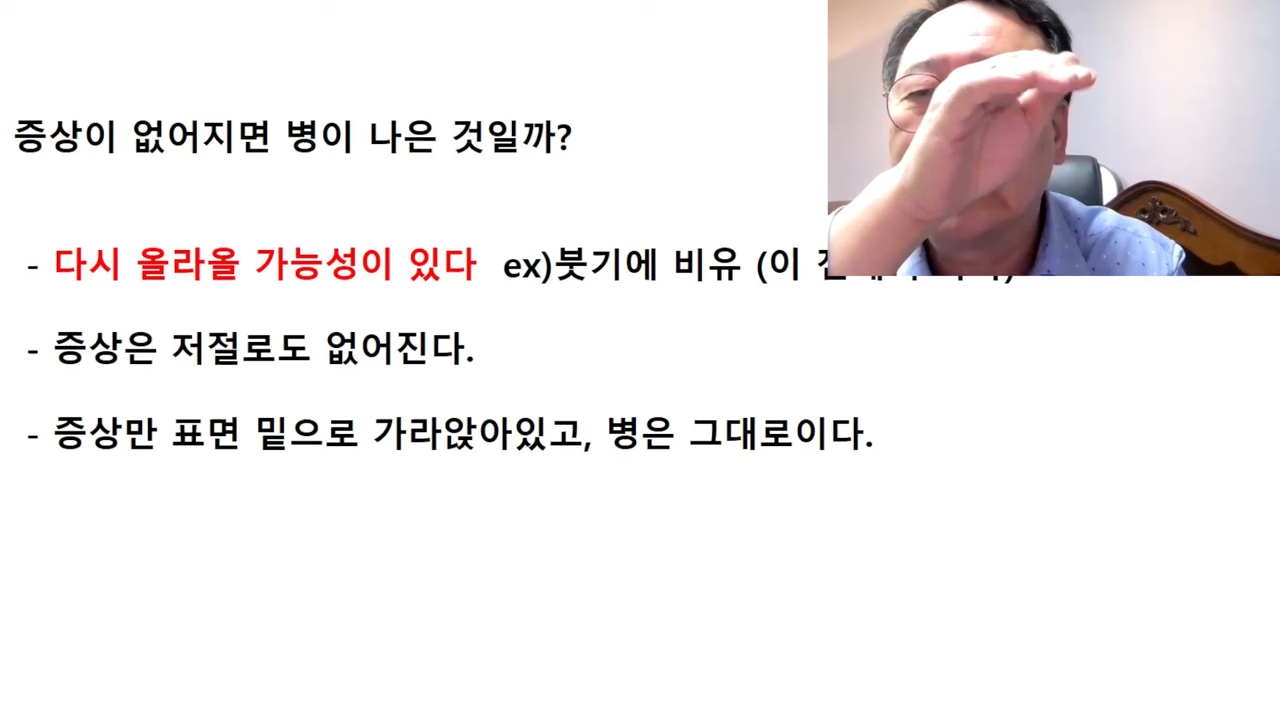 증상이 없어지면 병이 나은 것일까?
- 다시 올라올 가능성이 있다 ex)붓기에 비유 (이
- 증상은 저절로도 없어진다.
- 증상만 표면 밑으로 가라앉아있고, 병은 그대로이다.